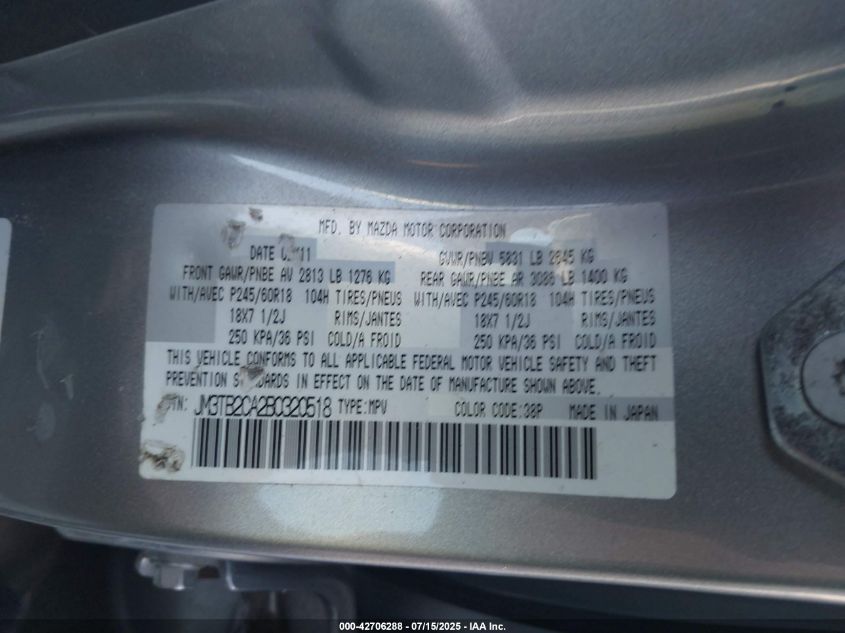 MFD. BY MAZDA MOTOR CORPORATION
DATE 11 GVWR/PNBV 5831 LB 2645 KG
FRONT GAWR/PNBE AV 2813 LB 1276 KG REAR GAWR/PNBE AR 3086 LB 1400 KG
WITH/AVEC P245/60R18 104H TIRES/PNEUS WITH/AVEC P245/60R18 104H TIRES/PNEUS
18X7 1/2J RIMS/JANTES 18X7 1/2J RIMS/JANTES
250 KPA/36 PSI COLD/A FROID 250 KPA/36 PSI COLD/A FROID
THIS VEHICLE CONFORMS TO ALL APPLICABLE FEDERAL MOTOR VEHICLE SAFETY AND THEFT
PREVENTION IN EFFECT ON THE DATE OF MANUFACTURE SHOWN ABOVE.
JM3TB2CA2BC320518 TYPE:MPV COLOR CODE:38P MADE IN JAPAN
000-42706288 - 07/15/2025 - IAA Inc.